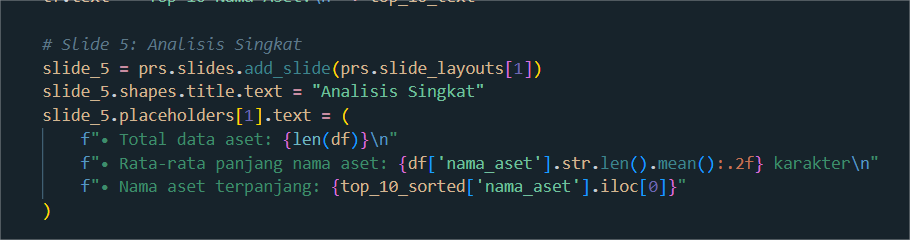 # Slide 5: Analisis Singkat
slide_5 = prs.slides.add_slide(prs.slide_layouts[1])
slide_5.shapes.title.text = "Analisis Singkat"
slide_5.placeholders[1].text = (
    f"• Total data aset: {len(df)}\n"
    f"• Rata-rata panjang nama aset: {df['nama_aset'].str.len().mean():.2f} karakter\n"
    f"• Nama aset terpanjang: {top_10_sorted['nama_aset'].iloc[0]}"
)